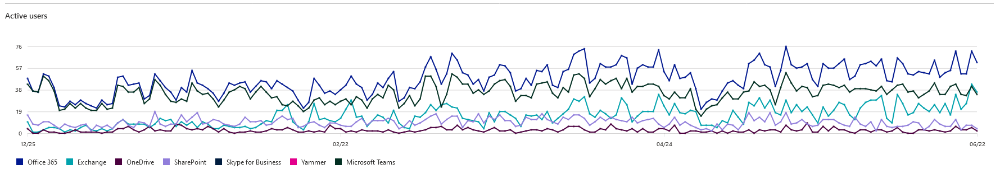 Active users
76
57
38
19
0
12/25 02/22 04/24 06/22
Office 365 Exchange OneDrive SharePoint Skype for Business Yammer Microsoft Teams